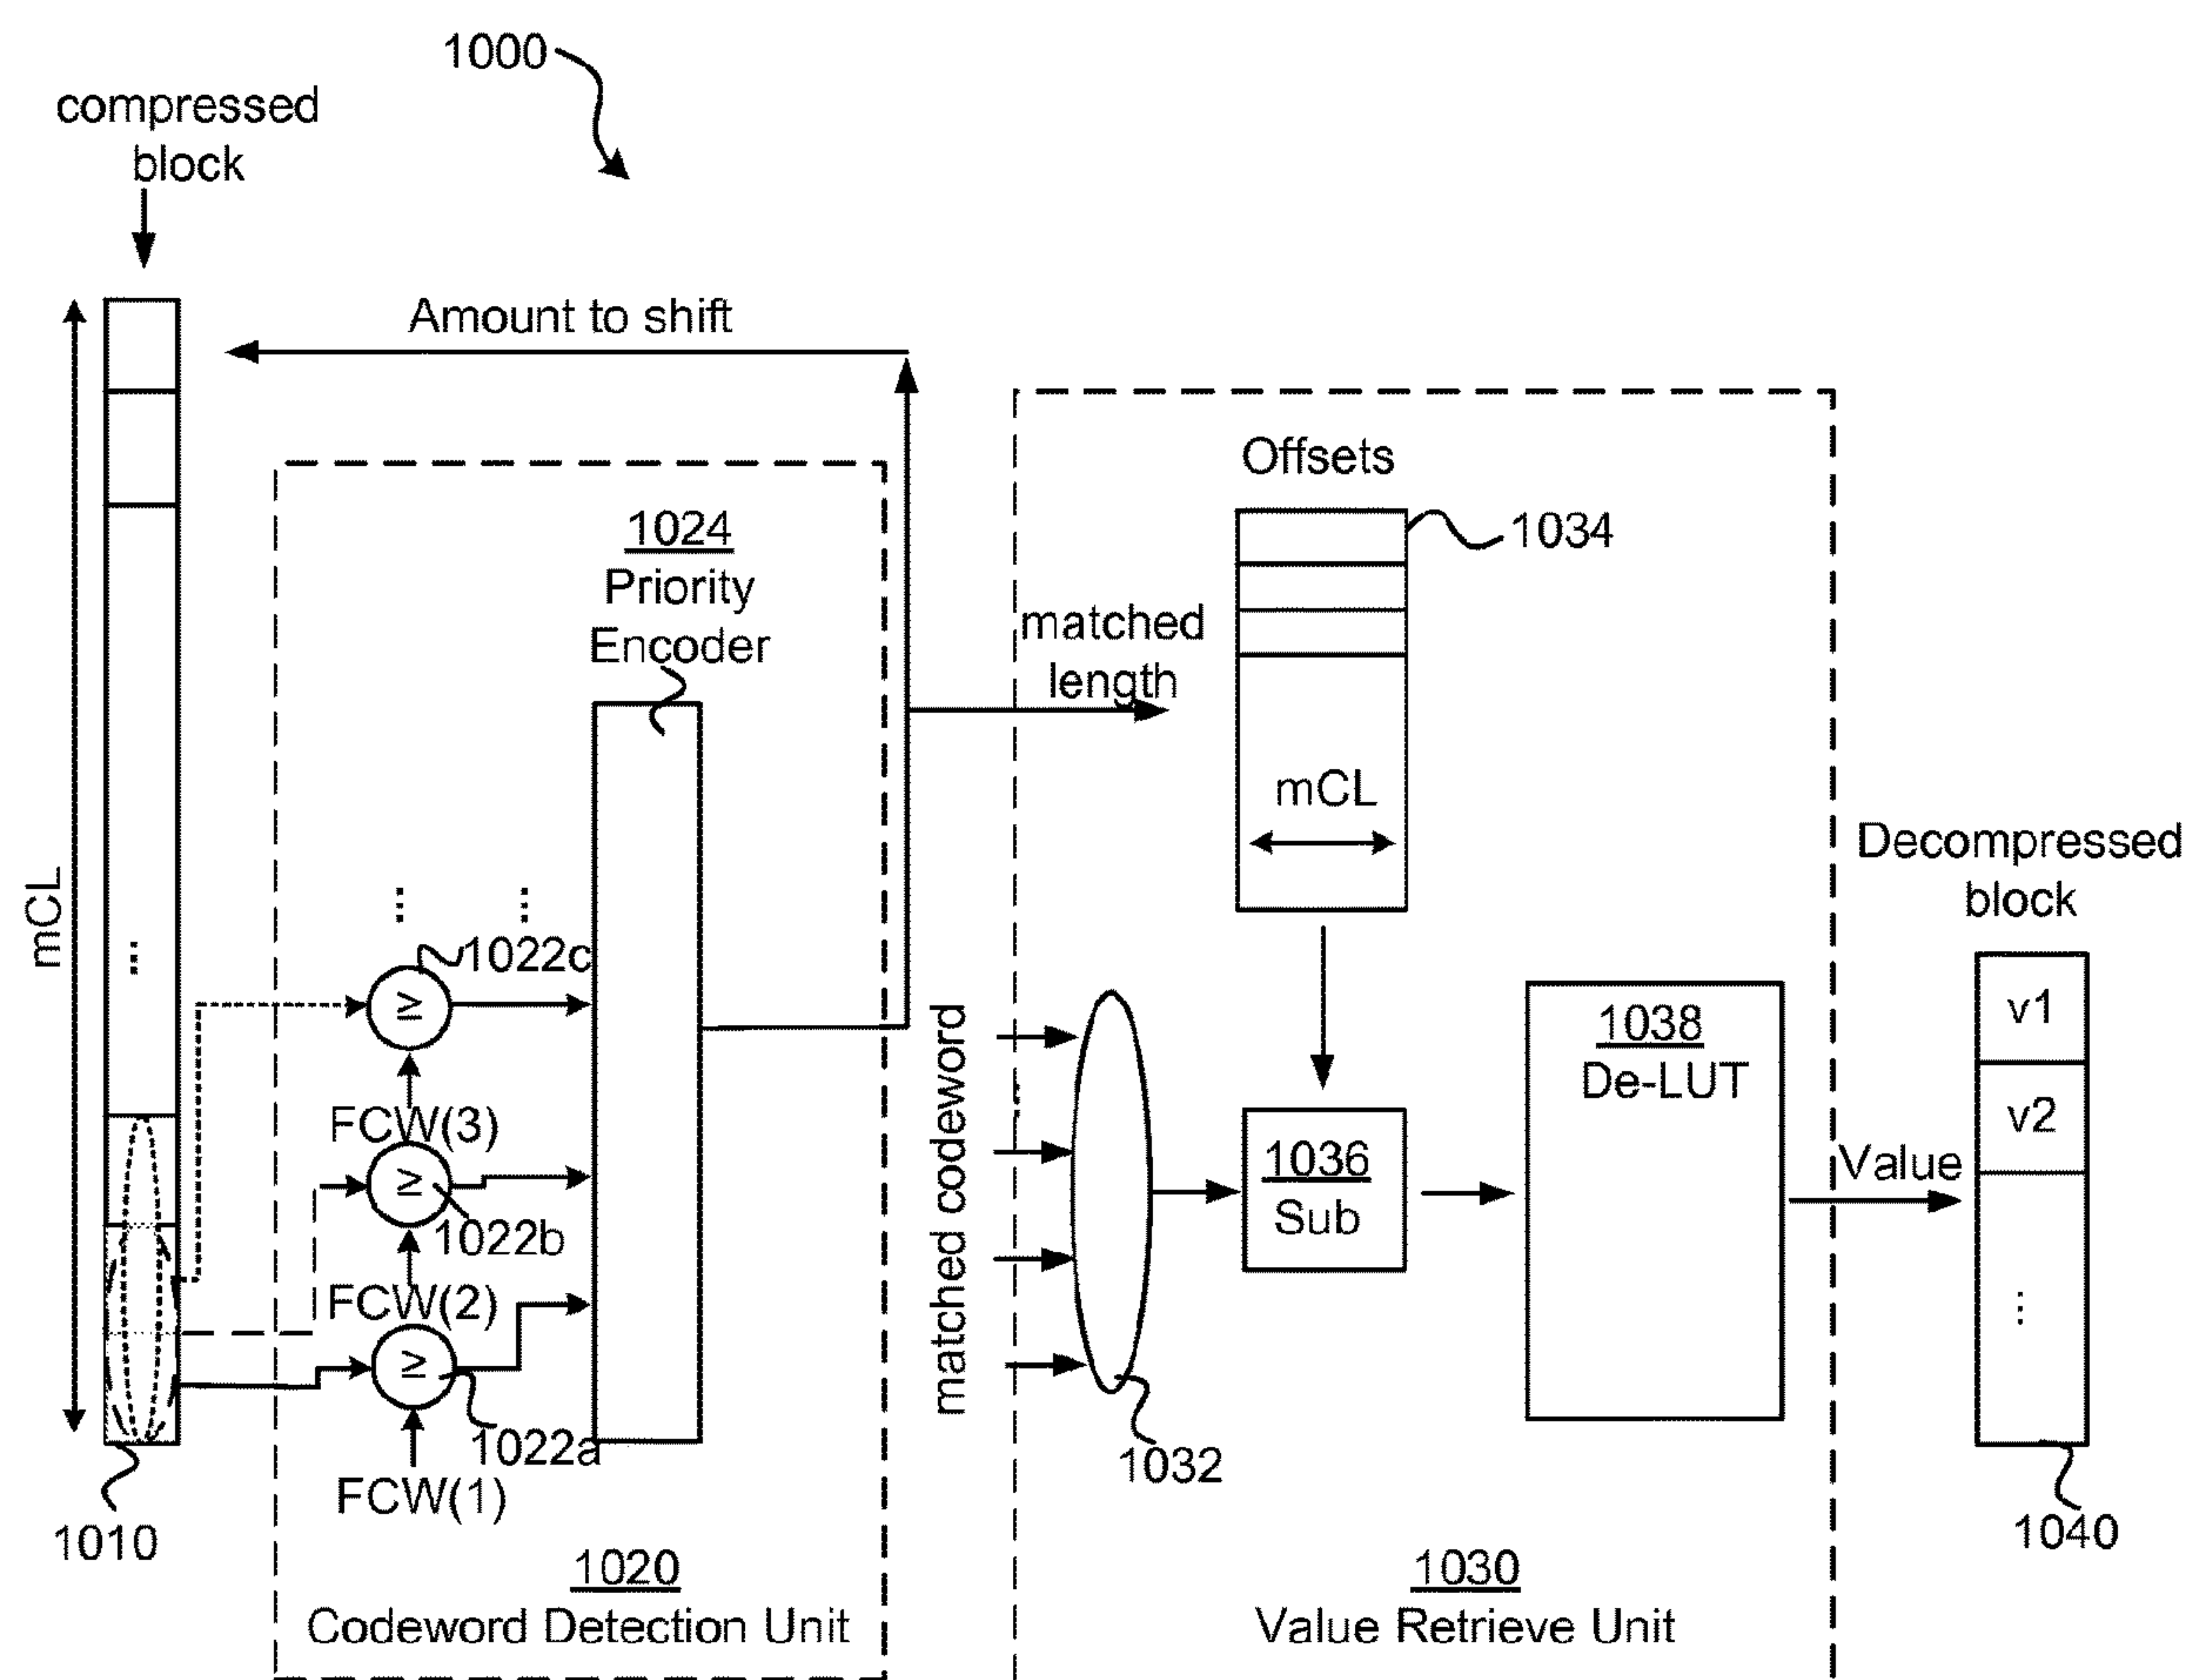 1000
compressed
block
Amount to shift
Offsets
1034
1024
Priority
Encoder
matched
length
mCL
mCL
Decompressed
block
...
...
...
1022c
≥
v1
1038
De-LUT
matched codeword
FCW(3)
v2
≥
1036
Sub
Value
1022b
FCW(2)
...
≥
1022a
1032
FCW(1)
1010
1040
1020
Codeword Detection Unit
1030
Value Retrieve Unit